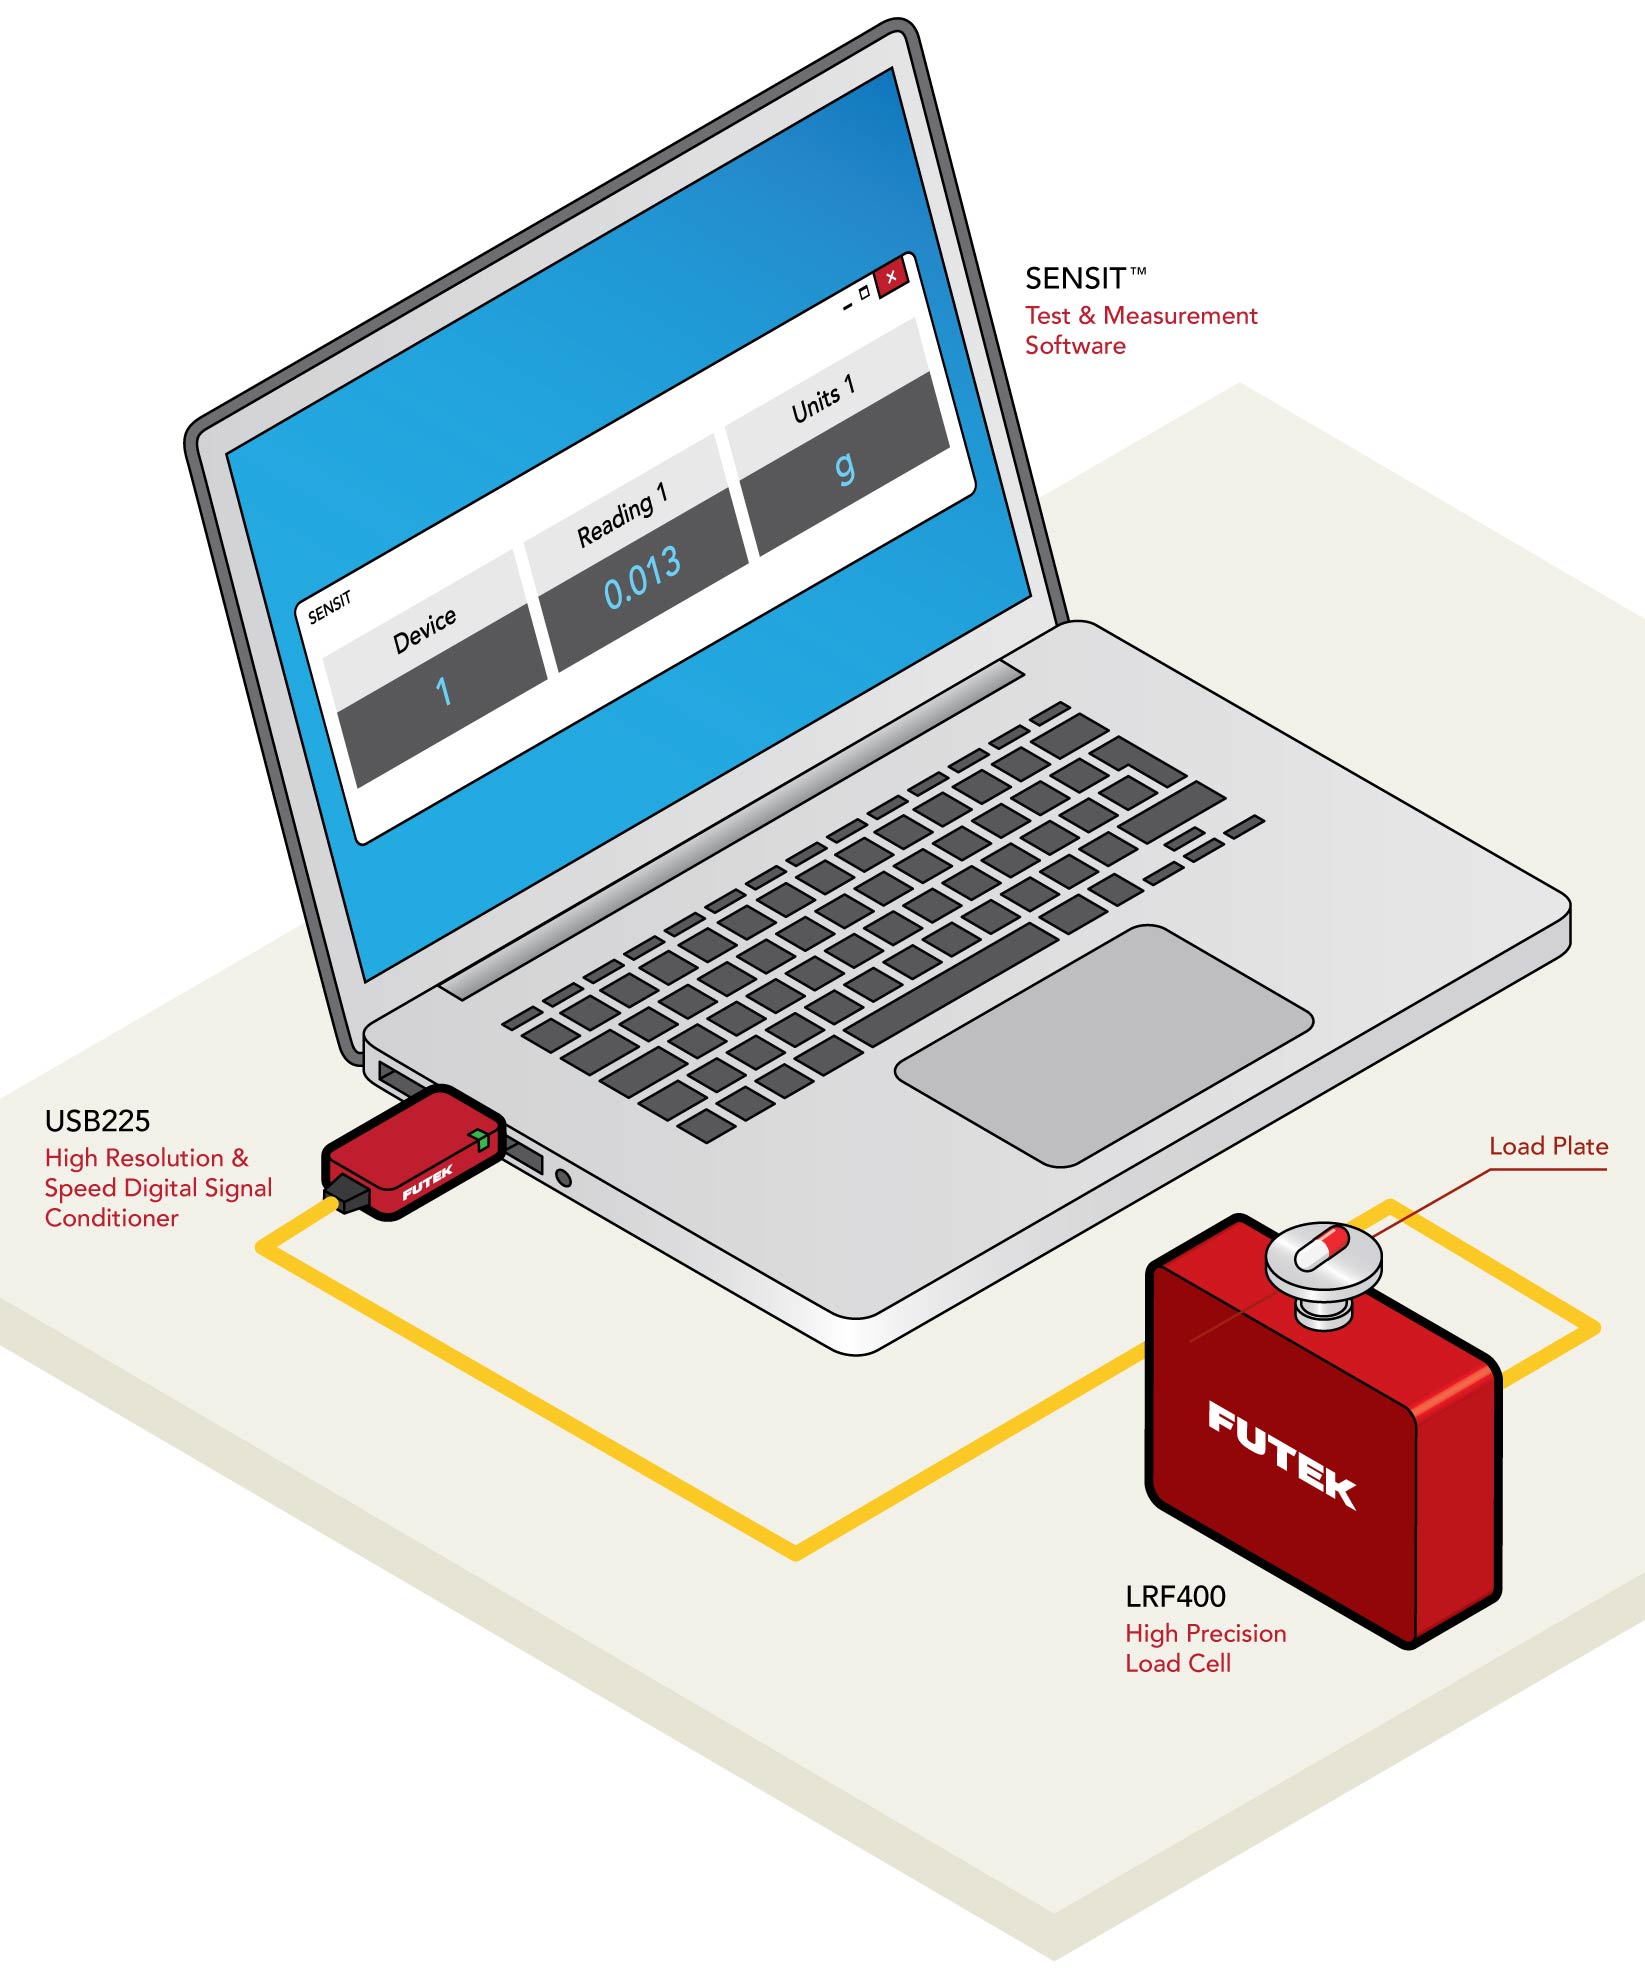 SENSIT™
Test & Measurement
Software
SENSIT
Device
Reading 1
Units 1
1
0.013
g
USB225
High Resolution &
Speed Digital Signal
Conditioner
FUTEK
Load Plate
FUTEK
LRF400
High Precision
Load Cell